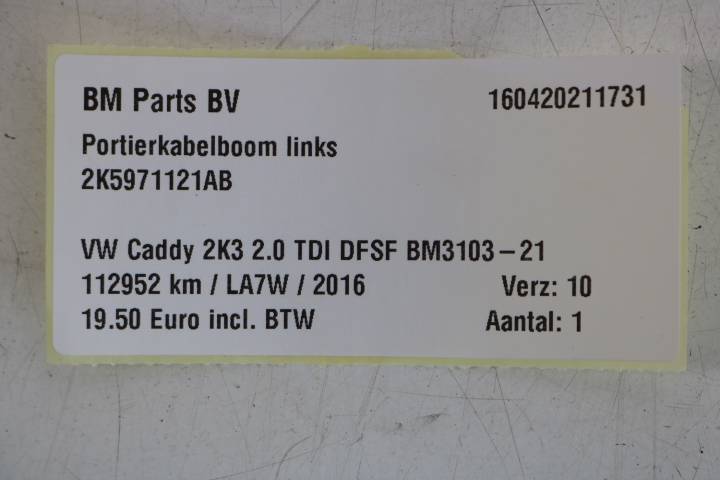 BM Parts BV 160420211731
Portierkabelboom links
2K5971121AB
VW Caddy 2K3 2.0 TDI DFSF BM3103-21
112952 km / LA7W / 2016 Verz: 10
19.50 Euro incl. BTW Aantal: 1